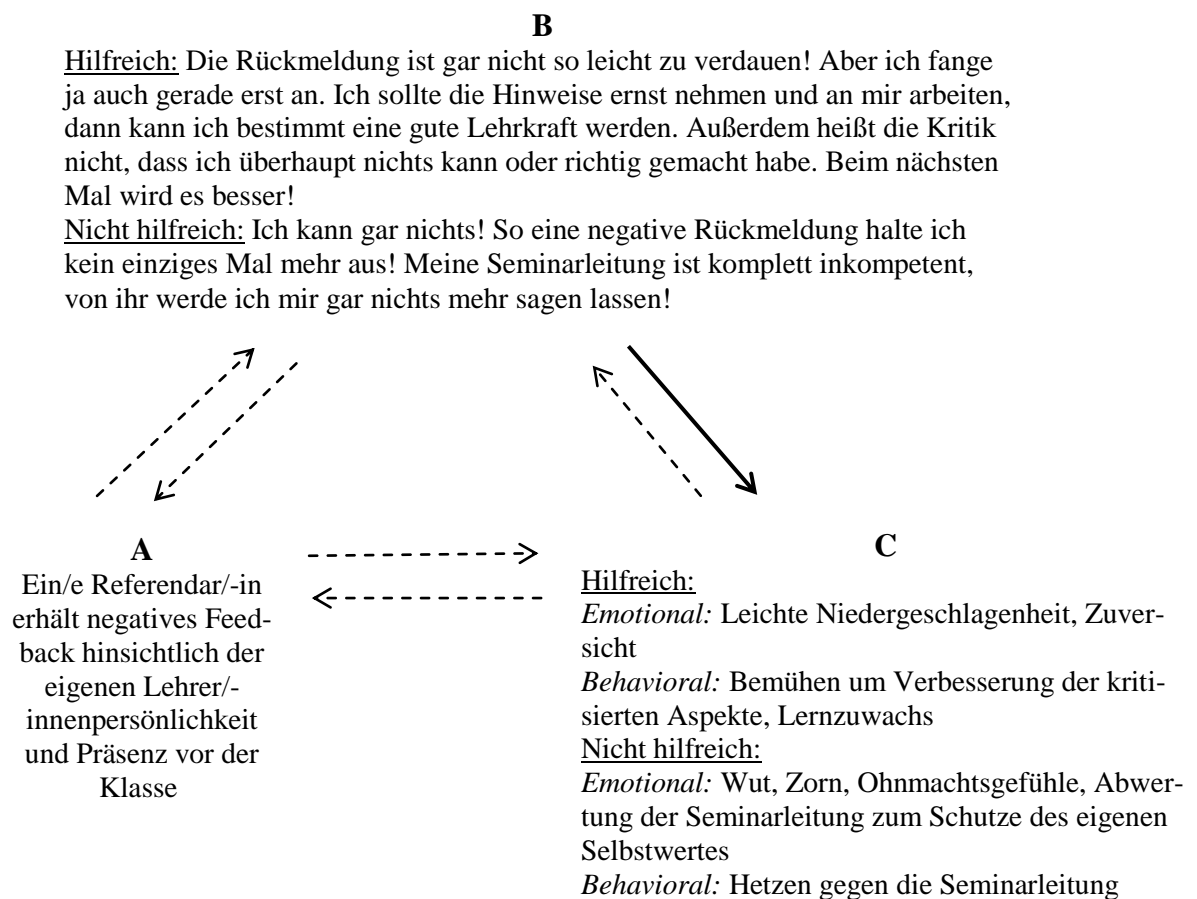 B
Hilfreich: Die Rückmeldung ist gar nicht so leicht zu verdauen! Aber ich fange
ja auch gerade erst an. Ich sollte die Hinweise ernst nehmen und an mir arbeiten,
dann kann ich bestimmt eine gute Lehrkraft werden. Außerdem heißt die Kritik
nicht, dass ich überhaupt nichts kann oder richtig gemacht habe. Beim nächsten
Mal wird es besser!
Nicht hilfreich: Ich kann gar nichts! So eine negative Rückmeldung halte ich
kein einziges Mal mehr aus! Meine Seminarleitung ist komplett inkompetent,
von ihr werde ich mir gar nichts mehr sagen lassen!
A
Ein/e Referendar/-in
erhält negatives Feed-
back hinsichtlich der
eigenen Lehrer/-
innenpersönlichkeit
und Präsenz vor der
Klasse
C
Hilfreich:
Emotional: Leichte Niedergeschlagenheit, Zuver-
sicht
Behavioral: Bemühen um Verbesserung der kriti-
sierten Aspekte, Lernzuwachs
Nicht hilfreich:
Emotional: Wut, Zorn, Ohnmachtsgefühle, Abwer-
tung der Seminarleitung zum Schutze des eigenen
Selbstwertes
Behavioral: Hetzen gegen die Seminarleitung